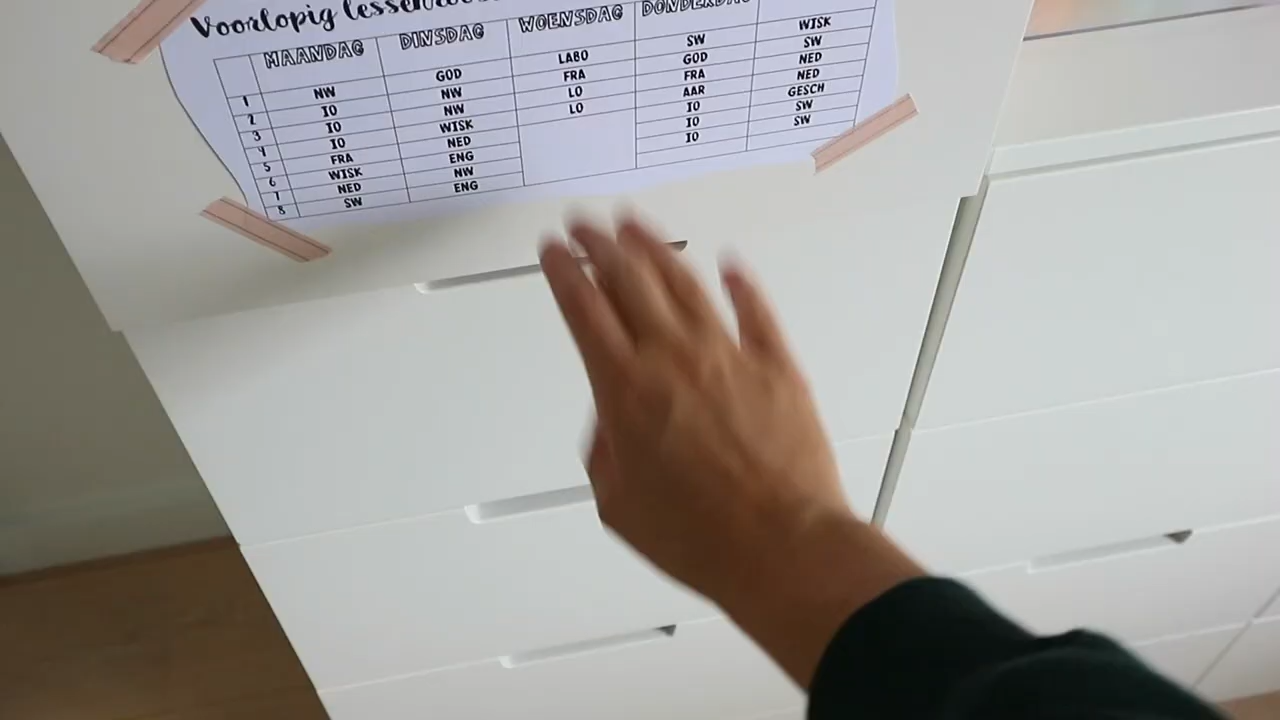 Voorlopig
MAANDAG DINSDAG WOENSDAG DONDERDAG
1 NW GOD LABO SW WISK
2 IO NW FRA GOD SW
3 IO NW LO FRA NED
4 IO WISK LO AAR NED
5 FRA NED IO GESCH
6 WISK ENG IO SW
7 NED NW IO SW
8 SW ENG